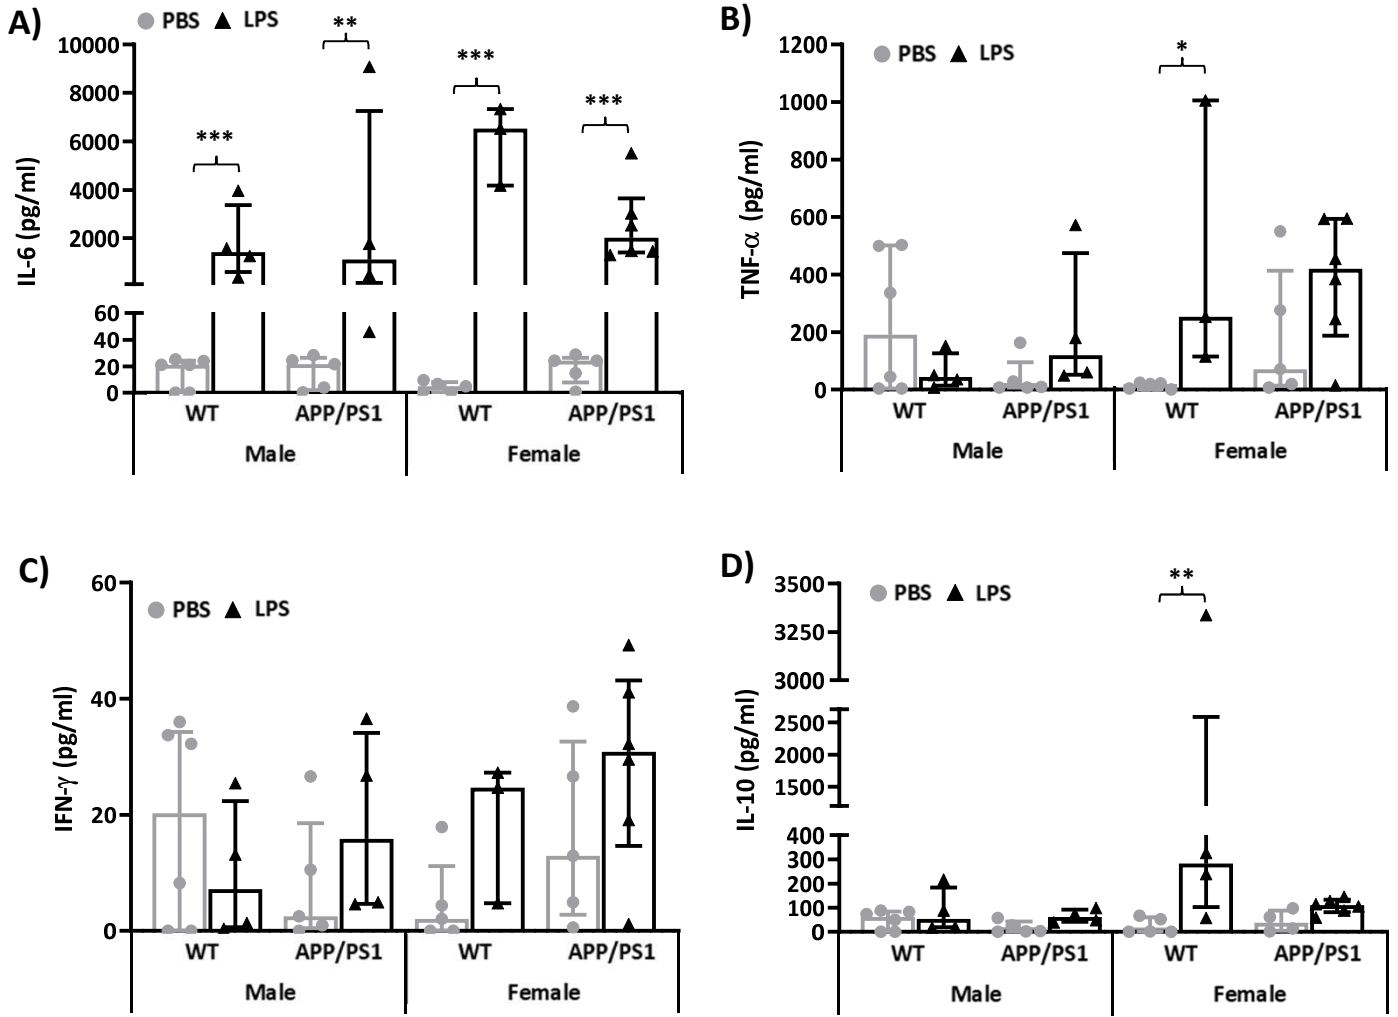 A)
PBS LPS
IL-6 (pg/ml)
10000
8000
6000
4000
2000
60
40
20
0
***
**
***
***
WT APP/PS1 WT APP/PS1
Male Female
B)
PBS LPS
TNF-α (pg/ml)
1200
1000
800
600
400
200
0
*
WT APP/PS1 WT APP/PS1
Male Female
C)
PBS LPS
IFN-γ (pg/ml)
60
40
20
0
WT APP/PS1 WT APP/PS1
Male Female
D)
PBS LPS
IL-10 (pg/ml)
3500
3250
3000
2500
2000
1500
400
300
200
100
0
**
WT APP/PS1 WT APP/PS1
Male Female